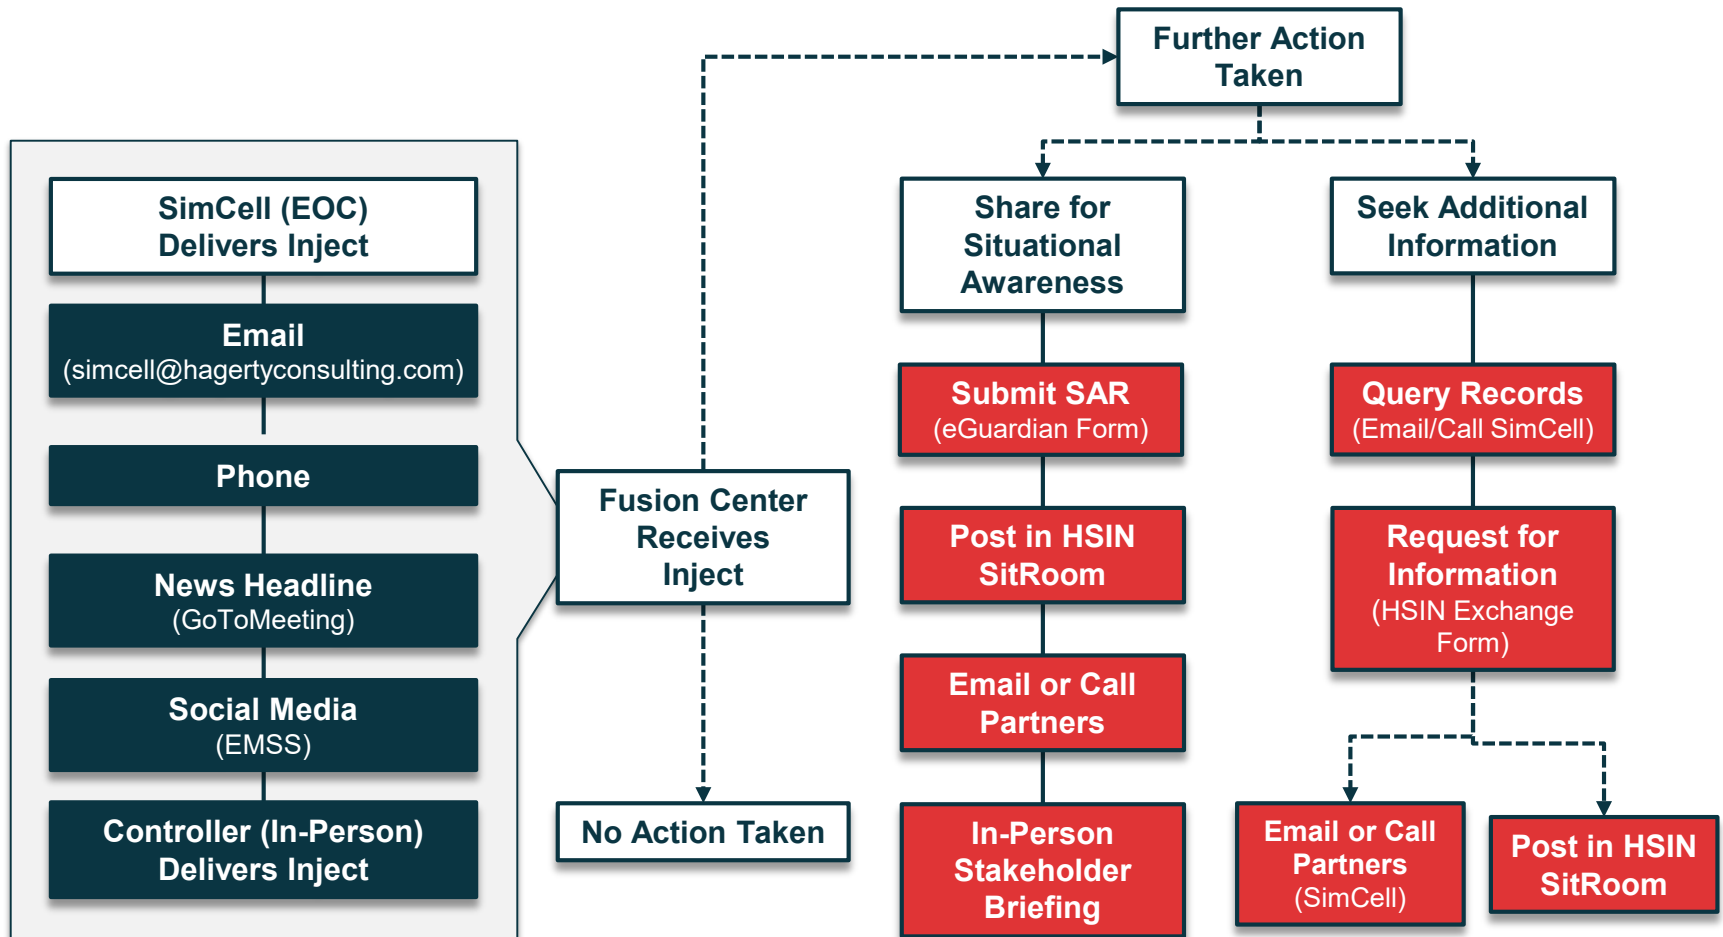 Further Action
Taken
SimCell (EOC)
Delivers Inject
Email
(simcell@hagertyconsulting.com)
Phone
News Headline
(GoToMeeting)
Social Media
(EMSS)
Controller (In-Person)
Delivers Inject
Fusion Center
Receives
Inject
No Action Taken
Share for
Situational
Awareness
Submit SAR
(eGuardian Form)
Post in HSIN
SitRoom
Email or Call
Partners
In-Person
Stakeholder
Briefing
Seek Additional
Information
Query Records
(Email/Call SimCell)
Request for
Information
(HSIN Exchange
Form)
Email or Call
Partners
(SimCell)
Post in HSIN
SitRoom